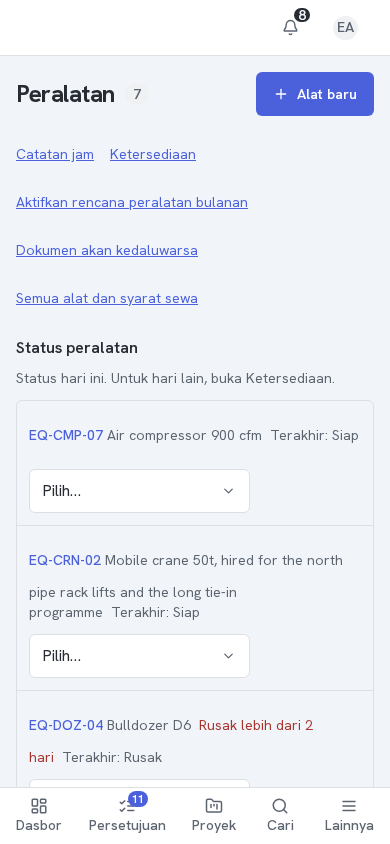 8
EA
Peralatan 7
Alat baru
Catatan jam Ketersediaan
Aktifkan rencana peralatan bulanan
Dokumen akan kedaluwarsa
Semua alat dan syarat sewa
Status peralatan
Status hari ini. Untuk hari lain, buka Ketersediaan.
EQ-CMP-07 Air compressor 900 cfm Terakhir: Siap
Pilih...
EQ-CRN-02 Mobile crane 50t, hired for the north
pipe rack lifts and the long tie-in
programme Terakhir: Siap
Pilih...
EQ-DOZ-04 Bulldozer D6 Rusak lebih dari 2
hari Terakhir: Rusak
11
Dasbor Persetujuan Proyek Cari Lainnya